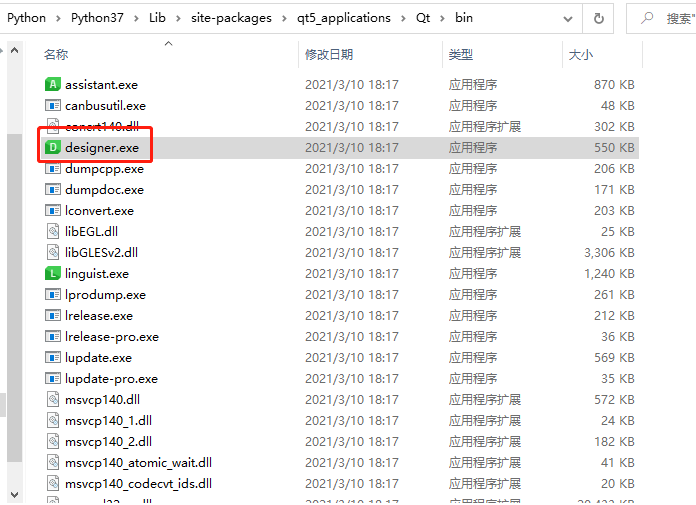 Python > Python37 > Lib > site-packages > qt5_applications > Qt > bin 搜索"
名称 修改日期 类型 大小
assistant.exe 2021/3/10 18:17 应用程序 870 KB
canbusutil.exe 2021/3/10 18:17 应用程序 48 KB
concrt140.dll 2021/3/10 18:17 应用程序扩展 302 KB
designer.exe 2021/3/10 18:17 应用程序 550 KB
dumpcpp.exe 2021/3/10 18:17 应用程序 206 KB
dumpdoc.exe 2021/3/10 18:17 应用程序 171 KB
lconvert.exe 2021/3/10 18:17 应用程序 203 KB
libEGL.dll 2021/3/10 18:17 应用程序扩展 25 KB
libGLESv2.dll 2021/3/10 18:17 应用程序扩展 3,306 KB
linguist.exe 2021/3/10 18:17 应用程序 1,240 KB
lprodump.exe 2021/3/10 18:17 应用程序 261 KB
lrelease.exe 2021/3/10 18:17 应用程序 212 KB
lrelease-pro.exe 2021/3/10 18:17 应用程序 36 KB
lupdate.exe 2021/3/10 18:17 应用程序 569 KB
lupdate-pro.exe 2021/3/10 18:17 应用程序 35 KB
msvcp140.dll 2021/3/10 18:17 应用程序扩展 572 KB
msvcp140_1.dll 2021/3/10 18:17 应用程序扩展 24 KB
msvcp140_2.dll 2021/3/10 18:17 应用程序扩展 182 KB
msvcp140_atomic_wait.dll 2021/3/10 18:17 应用程序扩展 41 KB
msvcp140_codecvt_ids.dll 2021/3/10 18:17 应用程序扩展 20 KB
2021/3/10 18:17 应用程序扩展